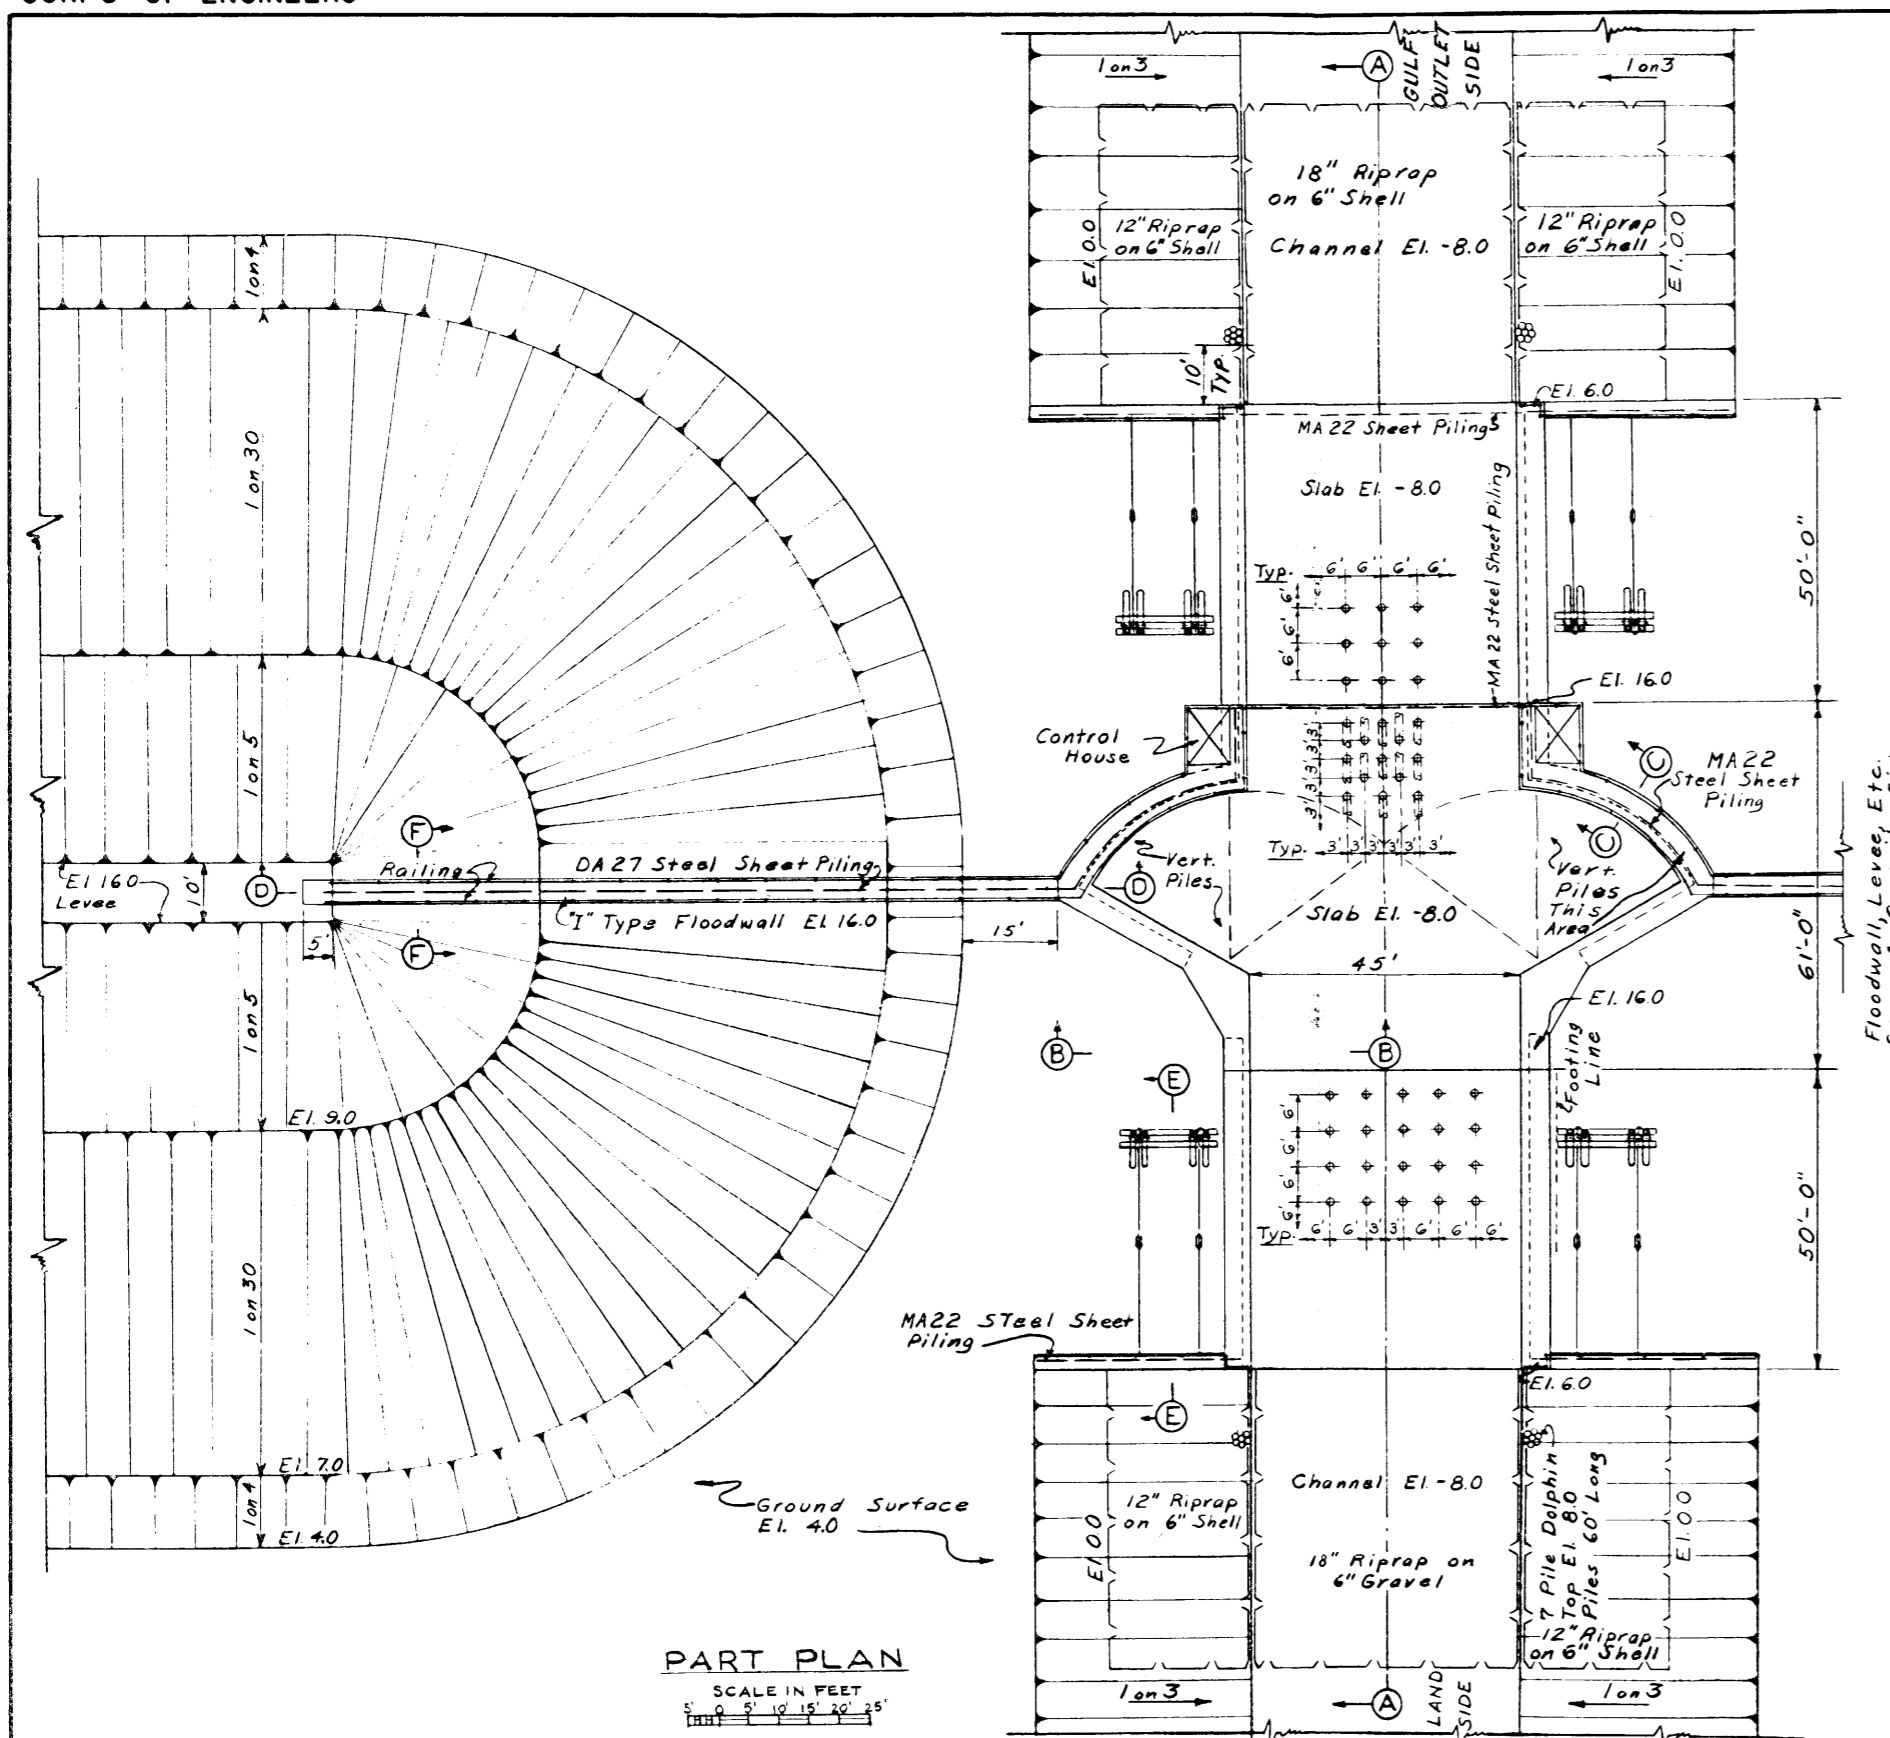 CORPS OF ENGINEERS
1 on 3
A
GULF
OUTLET
SIDE
1 on 3
18" Riprap
on 6" Shell
El. 0.0
12" Riprap
on 6" Shell
Channel El. -8.0
12" Riprap
on 6" Shell
El. 0.0
1 on 4
10'
Typ.
El. 6.0
MA 22 Sheet Piling
Slab El. -8.0
MA 22 Steel Sheet Piling
50'-0"
1 on 30
Typ. 6' 6' 6' 6'
6'
6'
6'
El. 16.0
Control
House
1 on 5
3' 3' 3' 3' 3'
C
MA22
Steel Sheet
Piling
Floodwall, Levee, Etc.
F
Typ. 3' 3' 3' 3' 3' 3'
C
Vert.
Piles
Vert.
Piles
This
Area
El 16.0
Levee
10'
D
Railing
DA 27 Steel Sheet Piling
D
"I" Type Floodwall El. 16.0
Slab El. -8.0
5'
F
15'
45'
61'-0"
1 on 5
El. 16.0
B
B
E
Footing
Line
El. 9.0
6'
6'
6'
6'
Typ. 6' 6' 3' 3' 6' 6' 6'
50'-0"
1 on 30
MA22 Steel Sheet
Piling
El. 6.0
E
El. 7.0
1 on 4
El. 4.0
Ground Surface
El. 4.0
El. 0.0
12" Riprap
on 6" Shell
Channel El. -8.0
18" Riprap on
6" Gravel
7 Pile Dolphin
Top El. 8.0
Piles 60' Long
12" Riprap
on 6" Shell
El. 0.0
PART PLAN
SCALE IN FEET
5' 0 5' 10' 15' 20' 25'
1 on 3
A
LAND
SIDE
1 on 3